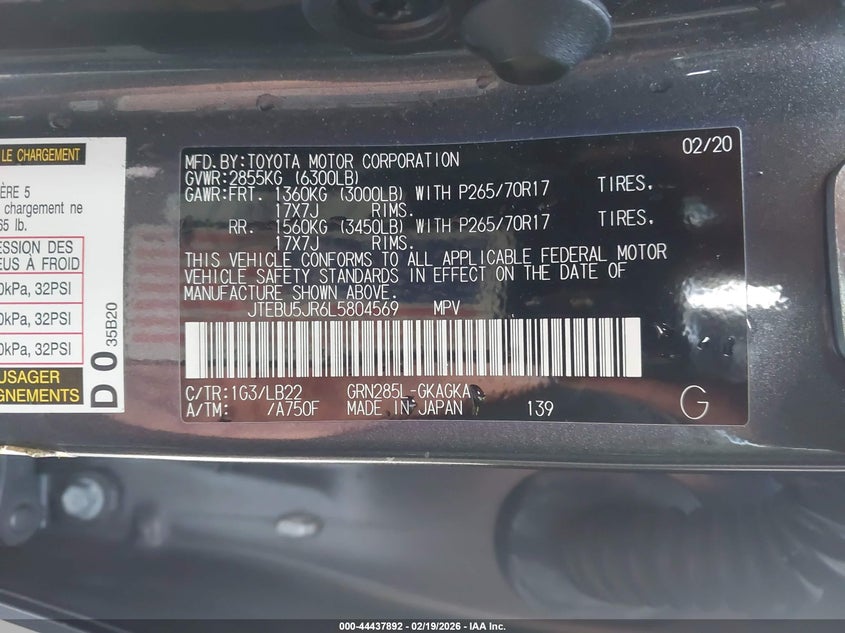 LE CHARGEMENT
ÈRE 5
chargement ne
65 lb.
ESSION DES
EUS À FROID
0kPa, 32PSI
0kPa, 32PSI
0kPa, 32PSI
USAGER
GNEMENTS
D 0 35B20
02/20
MFD.BY:TOYOTA MOTOR CORPORATION
GVWR:2855KG (6300LB)
GAWR:FRT. 1360KG (3000LB) WITH P265/70R17 TIRES,
17X7J RIMS.
RR. 1560KG (3450LB) WITH P265/70R17 TIRES,
17X7J RIMS.
THIS VEHICLE CONFORMS TO ALL APPLICABLE FEDERAL MOTOR
VEHICLE SAFETY STANDARDS IN EFFECT ON THE DATE OF
MANUFACTURE SHOWN ABOVE.
JTEBU5JR6L5804569 MPV
C/TR:1G3/LB22 GRN285L-GKAGKA
A/TM: /A750F MADE IN JAPAN 139 G
000-44437892 - 02/19/2026 - IAA Inc.